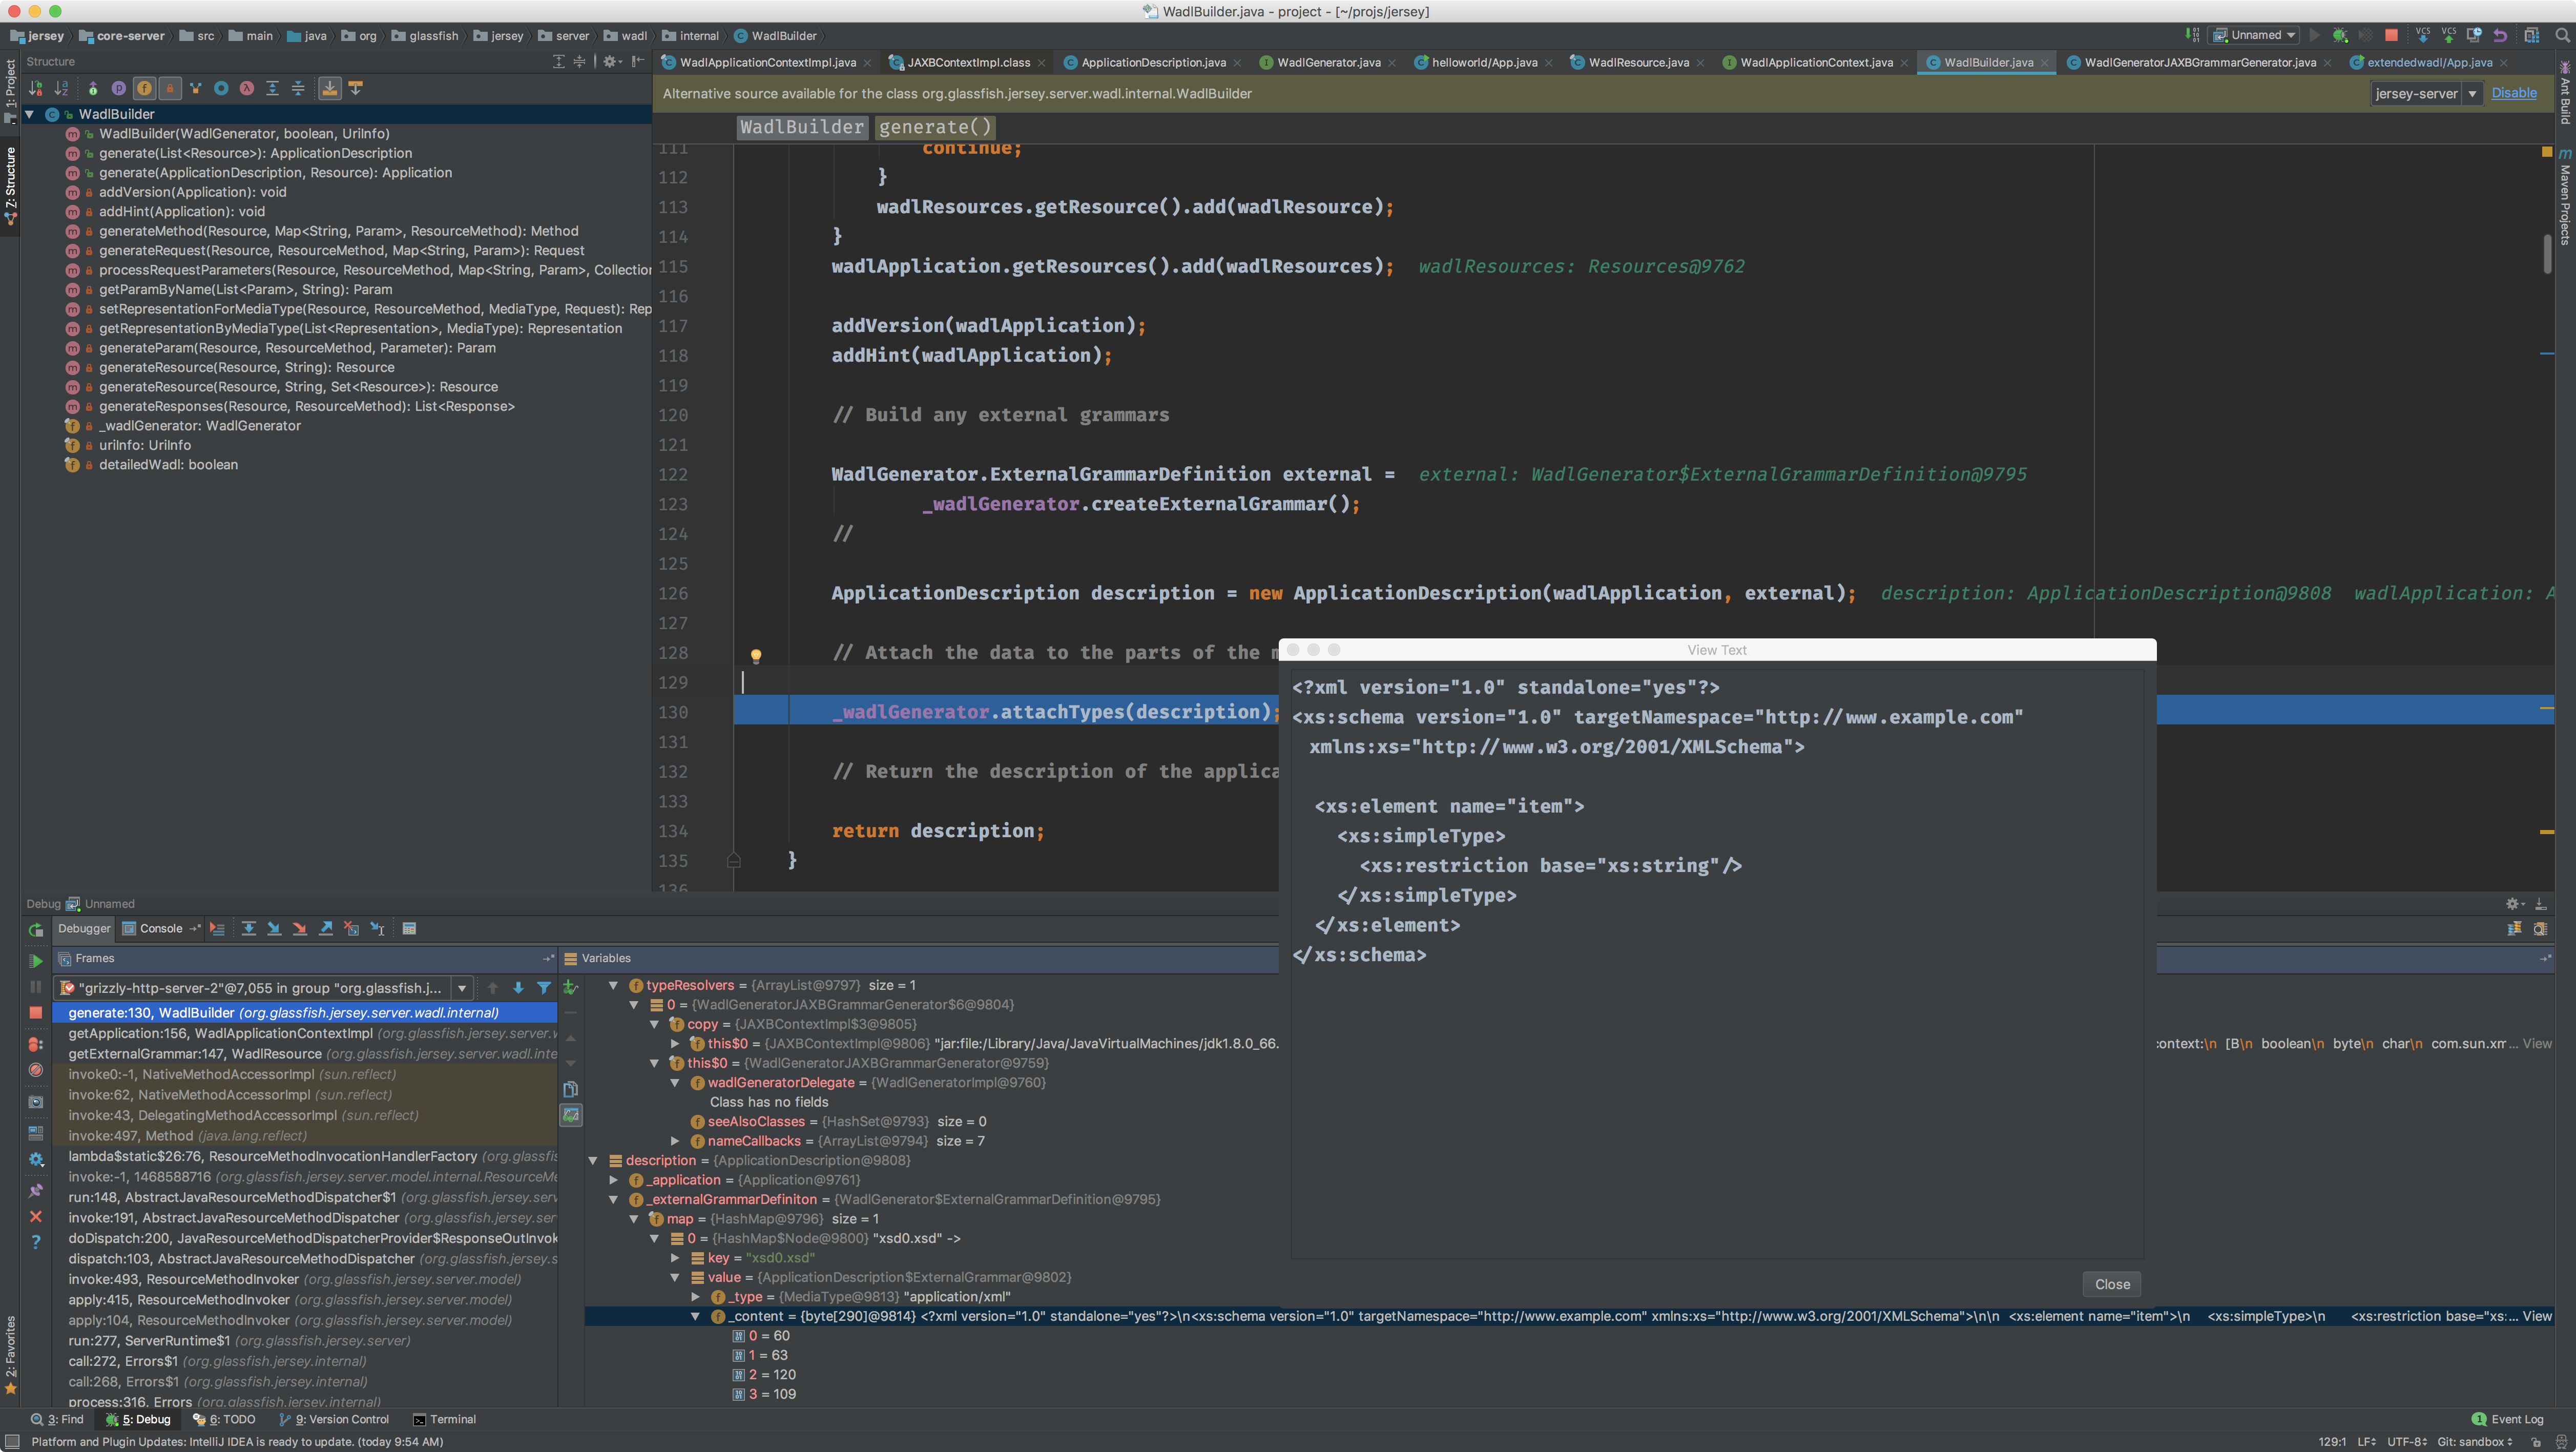 WadlBuilder.java - project - [~/projs/jersey]
jersey core-server src main java org glassfish jersey server wadl internal WadlBuilder
Unnamed VCS VCS
Structure
WadlApplicationContextImpl.java JAXBContextImpl.class ApplicationDescription.java WadlGenerator.java helloworld/App.java WadlResource.java WadlApplicationContext.java WadlBuilder.java WadlGeneratorJAXBGrammarGenerator.java extendedwadl/App.java
Alternative source available for the class org.glassfish.jersey.server.wadl.internal.WadlBuilder jersey-server Disable
WadlBuilder generate()
1: Project
Z: Structure
2: Favorites
Ant Build
Maven Projects
WadlBuilder
WadlBuilder(WadlGenerator, boolean, UriInfo)
generate(List<Resource>): ApplicationDescription
generate(ApplicationDescription, Resource): Application
addVersion(Application): void
addHint(Application): void
generateMethod(Resource, Map<String, Param>, ResourceMethod): Method
generateRequest(Resource, ResourceMethod, Map<String, Param>): Request
processRequestParameters(Resource, ResourceMethod, Map<String, Param>, Collection
getParamByName(List<Param>, String): Param
setRepresentationForMediaType(Resource, ResourceMethod, MediaType, Request): Rep
getRepresentationByMediaType(List<Representation>, MediaType): Representation
generateParam(Resource, ResourceMethod, Parameter): Param
generateResource(Resource, String): Resource
generateResource(Resource, String, Set<Resource>): Resource
generateResponses(Resource, ResourceMethod): List<Response>
_wadlGenerator: WadlGenerator
uriInfo: UriInfo
detailedWadl: boolean
111 continue;
112 }
113 wadlResources.getResource().add(wadlResource);
114 }
115 wadlApplication.getResources().add(wadlResources); wadlResources: Resources@9762
116
117 addVersion(wadlApplication);
118 addHint(wadlApplication);
119
120 // Build any external grammars
121
122 WadlGenerator.ExternalGrammarDefinition external = external: WadlGenerator$ExternalGrammarDefinition@9795
123 _wadlGenerator.createExternalGrammar();
124 //
125
126 ApplicationDescription description = new ApplicationDescription(wadlApplication, external); description: ApplicationDescription@9808 wadlApplication: A
127
128 // Attach the data to the parts of the m
129
130 _wadlGenerator.attachTypes(description);
131
132 // Return the description of the applica
133
134 return description;
135 }
136
View Text
<?xml version="1.0" standalone="yes"?>
<xs:schema version="1.0" targetNamespace="http://www.example.com"
xmlns:xs="http://www.w3.org/2001/XMLSchema">
<xs:element name="item">
<xs:simpleType>
<xs:restriction base="xs:string"/>
</xs:simpleType>
</xs:element>
</xs:schema>
Close
Debug Unnamed
Debugger Console
Frames
"grizzly-http-server-2"@7,055 in group "org.glassfish.j...
generate:130, WadlBuilder (org.glassfish.jersey.server.wadl.internal)
getApplication:156, WadlApplicationContextImpl (org.glassfish.jersey.server.w
getExternalGrammar:147, WadlResource (org.glassfish.jersey.server.wadl.inte
invoke0:-1, NativeMethodAccessorImpl (sun.reflect)
invoke:62, NativeMethodAccessorImpl (sun.reflect)
invoke:43, DelegatingMethodAccessorImpl (sun.reflect)
invoke:497, Method (java.lang.reflect)
lambda$static$26:76, ResourceMethodInvocationHandlerFactory (org.glassfis
invoke:-1, 1468588716 (org.glassfish.jersey.server.model.internal.ResourceMe
run:148, AbstractJavaResourceMethodDispatcher$1 (org.glassfish.jersey.serv
invoke:191, AbstractJavaResourceMethodDispatcher (org.glassfish.jersey.ser
doDispatch:200, JavaResourceMethodDispatcherProvider$ResponseOutInvok
dispatch:103, AbstractJavaResourceMethodDispatcher (org.glassfish.jersey.s
invoke:493, ResourceMethodInvoker (org.glassfish.jersey.server.model)
apply:415, ResourceMethodInvoker (org.glassfish.jersey.server.model)
apply:104, ResourceMethodInvoker (org.glassfish.jersey.server.model)
run:277, ServerRuntime$1 (org.glassfish.jersey.server)
call:272, Errors$1 (org.glassfish.jersey.internal)
call:268, Errors$1 (org.glassfish.jersey.internal)
process:316, Errors (org.glassfish.jersey.internal)
Variables
typeResolvers = {ArrayList@9797} size = 1
0 = {WadlGeneratorJAXBGrammarGenerator$6@9804}
copy = {JAXBContextImpl$3@9805}
this$0 = {JAXBContextImpl@9806} "jar:file:/Library/Java/JavaVirtualMachines/jdk1.8.0_66. context:\n [B\n boolean\n byte\n char\n com.sun.xm ... View
this$0 = {WadlGeneratorJAXBGrammarGenerator@9759}
wadlGeneratorDelegate = {WadlGeneratorImpl@9760}
Class has no fields
seeAlsoClasses = {HashSet@9793} size = 0
nameCallbacks = {ArrayList@9794} size = 7
description = {ApplicationDescription@9808}
_application = {Application@9761}
_externalGrammarDefiniton = {WadlGenerator$ExternalGrammarDefinition@9795}
map = {HashMap@9796} size = 1
0 = {HashMap$Node@9800} "xsd0.xsd" ->
key = "xsd0.xsd"
value = {ApplicationDescription$ExternalGrammar@9802}
_type = {MediaType@9813} "application/xml"
_content = {byte[290]@9814} <?xml version="1.0" standalone="yes"?>\n<xs:schema version="1.0" targetNamespace="http://www.example.com" xmlns:xs="http://www.w3.org/2001/XMLSchema">\n\n <xs:element name="item">\n <xs:simpleType>\n <xs:restriction base="xs:... View
0 = 60
1 = 63
2 = 120
3 = 109
3: Find 5: Debug 6: TODO 9: Version Control Terminal 1 Event Log
Platform and Plugin Updates: IntelliJ IDEA is ready to update. (today 9:54 AM) 129:1 LF UTF-8 Git: sandbox